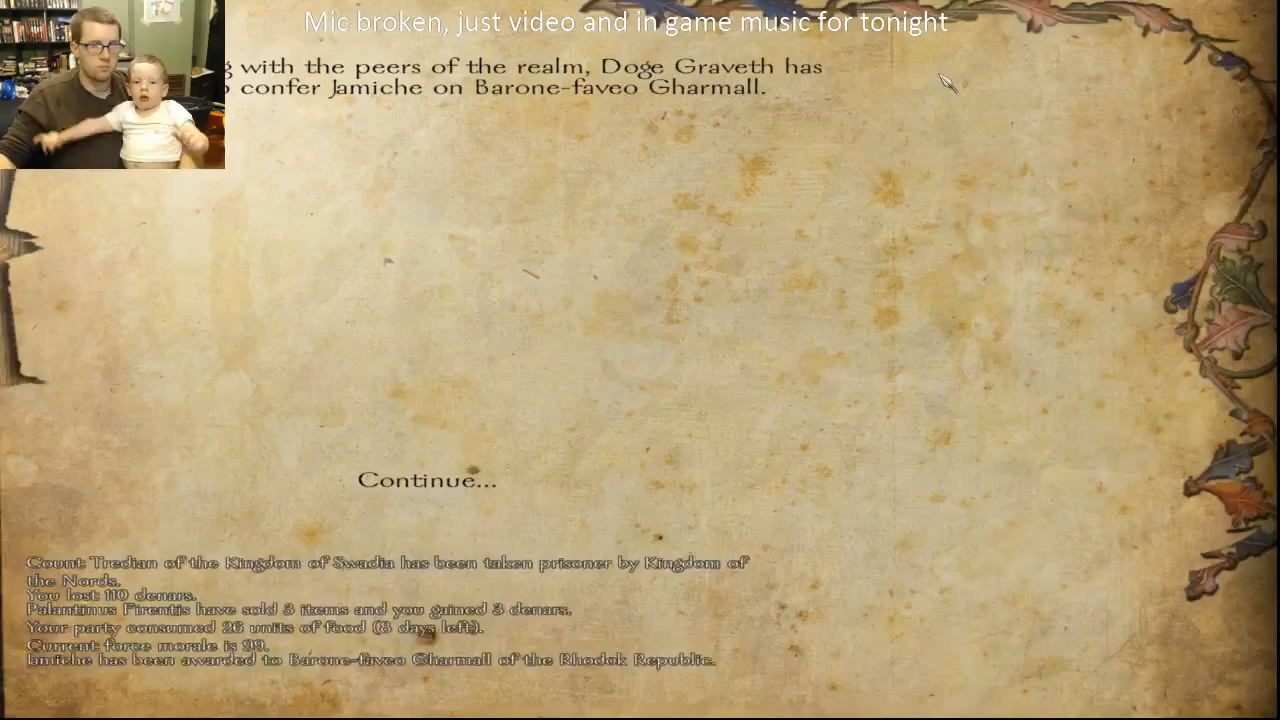 Mic broken, just video and in game music for tonight
with the peers of the realm, Doge Graveth has
confer Jamiche on Barone-faveo Gharmall.
Continue...
Count Tredian of the Kingdom of Swadia has been taken prisoner by Kingdom of
the Nords.
You lost 110 denars.
Palantinus Firentis have sold 3 items and you gained 3 denars.
Your party consumed 26 units of food (8 days left).
Current force morale is 99.
Jamiche has been awarded to Barone-faveo Gharmall of the Rhodok Republic.